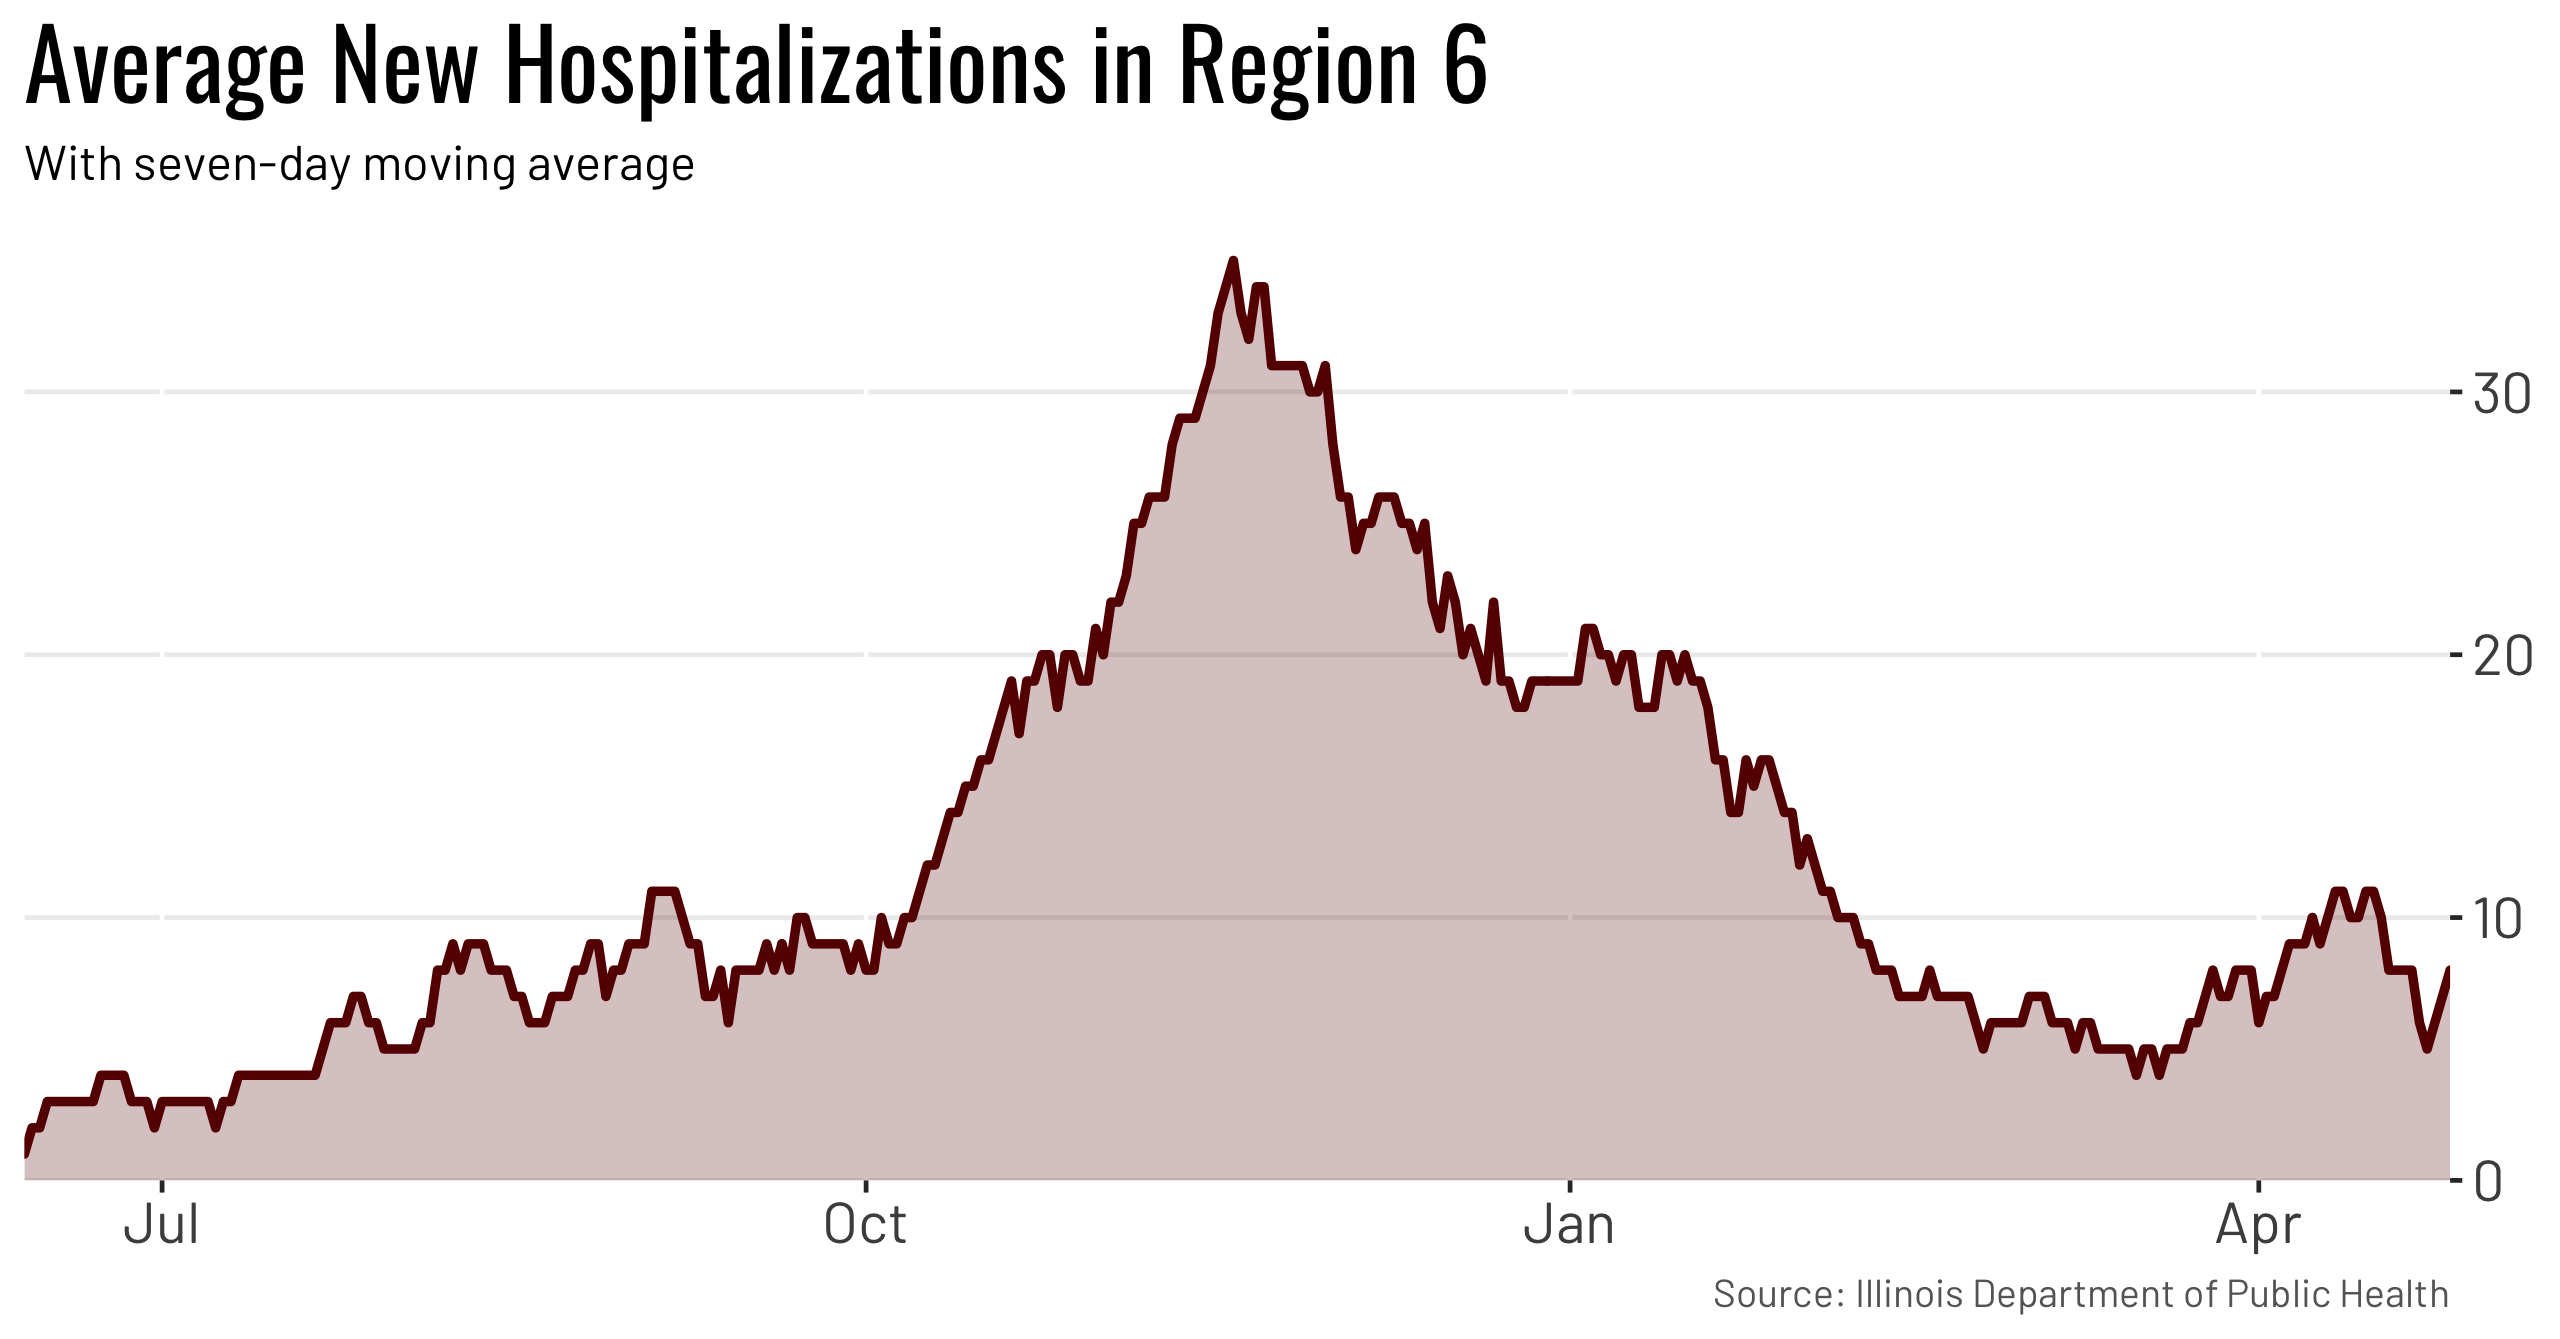 Average New Hospitalizations in Region 6
With seven-day moving average
30
20
10
0
Jul Oct Jan Apr
Source: Illinois Department of Public Health